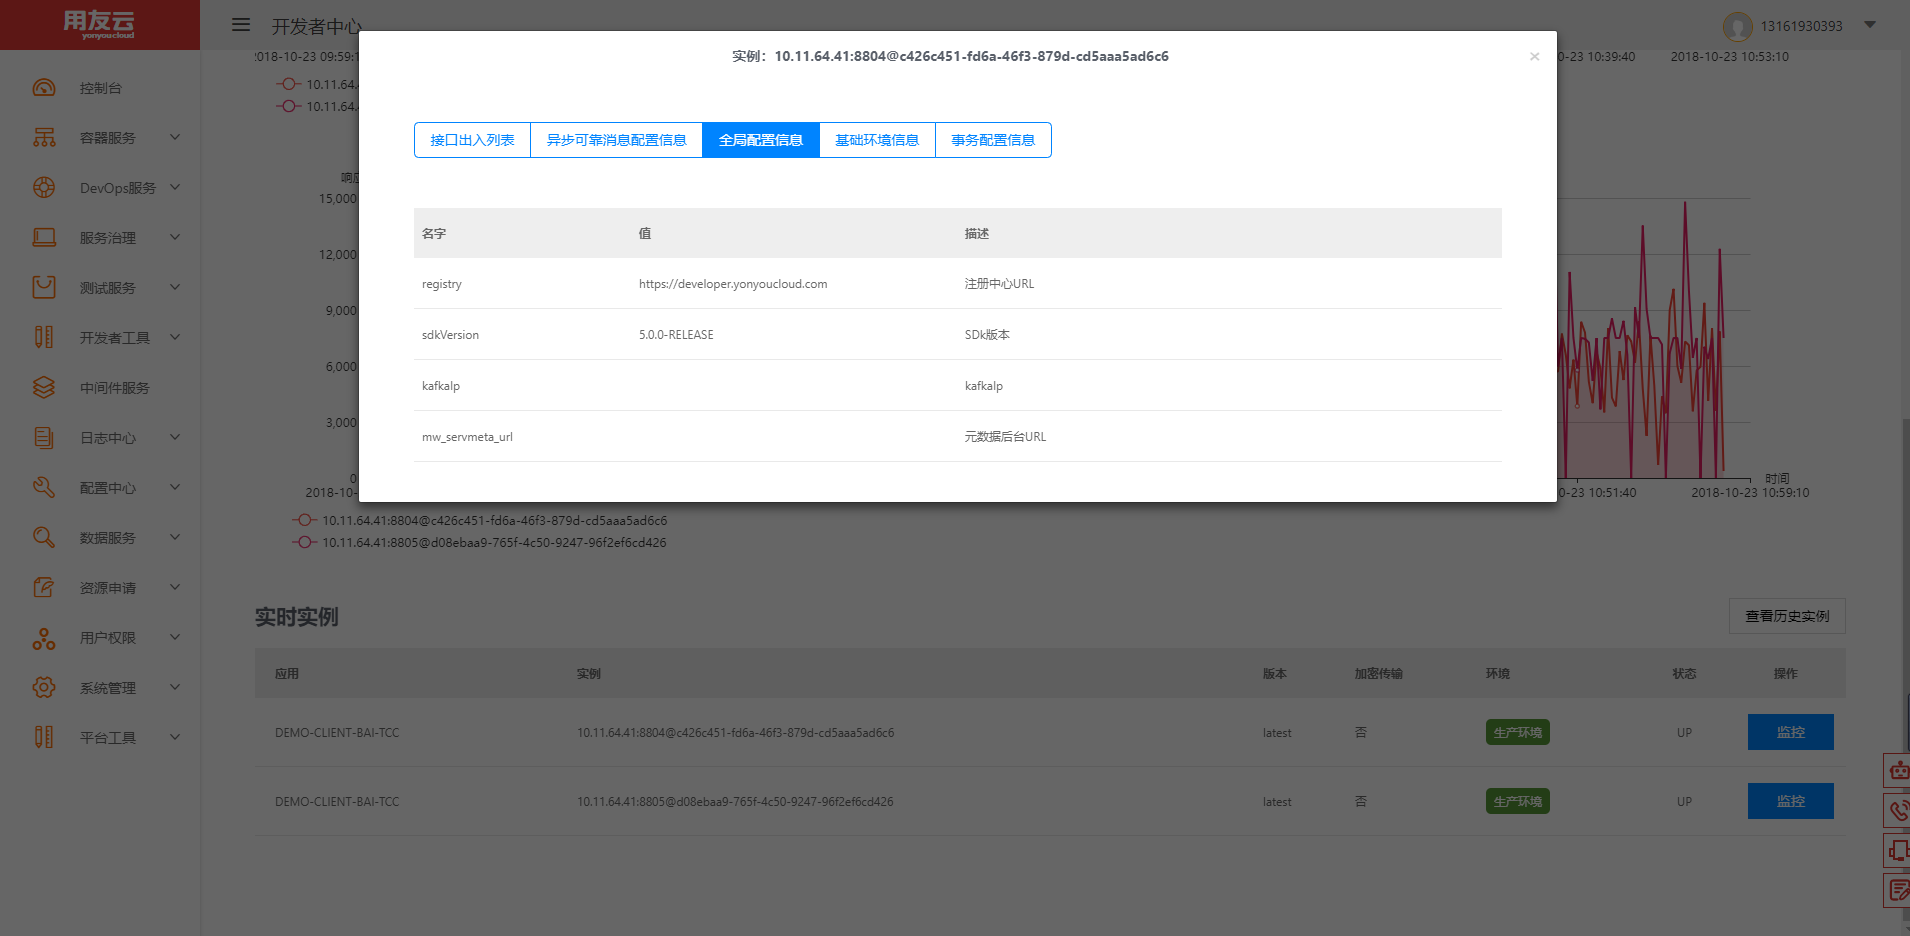 用友云
yonyoucloud
开发者中心
13161930393
控制台
容器服务
DevOps服务
服务治理
测试服务
开发者工具
中间件服务
日志中心
配置中心
数据服务
资源申请
用户权限
系统管理
平台工具
实例：10.11.64.41:8804@c426c451-fd6a-46f3-879d-cd5aaa5ad6c6
×
接口出入列表 异步可靠消息配置信息 全局配置信息 基础环境信息 事务配置信息
名字 值 描述
registry https://developer.yonyoucloud.com 注册中心URL
sdkVersion 5.0.0-RELEASE SDk版本
kafkaIp kafkaIp
mw_servmeta_url 元数据后台URL
2018-10-23 09:59:1
0-23 10:39:40 2018-10-23 10:53:10
10.11.64.
10.11.64.
响应
15,000
12,000
9,000
6,000
3,000
0
时间
2018-10- 0-23 10:51:40 2018-10-23 10:59:10
10.11.64.41:8804@c426c451-fd6a-46f3-879d-cd5aaa5ad6c6
10.11.64.41:8805@d08ebaa9-765f-4c50-9247-96f2ef6cd426
实时实例
查看历史实例
应用 实例 版本 加密传输 环境 状态 操作
DEMO-CLIENT-BAI-TCC 10.11.64.41:8804@c426c451-fd6a-46f3-879d-cd5aaa5ad6c6 latest 否 生产环境 UP 监控
DEMO-CLIENT-BAI-TCC 10.11.64.41:8805@d08ebaa9-765f-4c50-9247-96f2ef6cd426 latest 否 生产环境 UP 监控